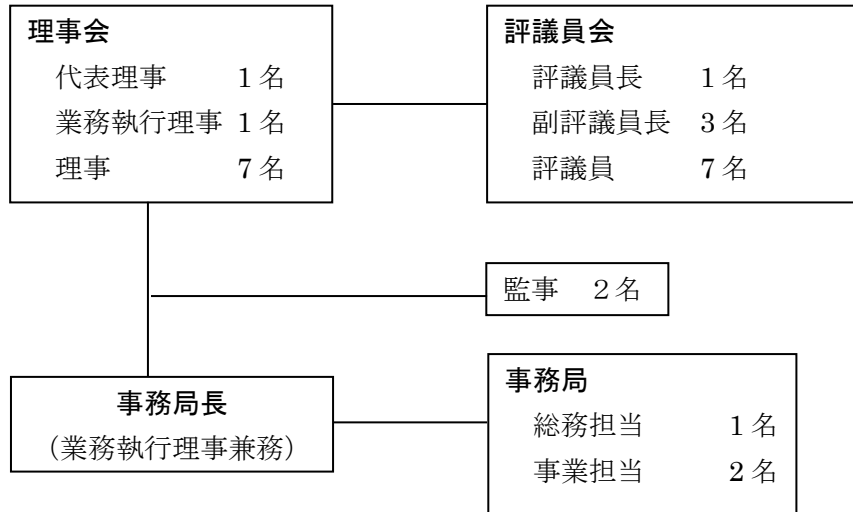 理事会
代表理事 1名
業務執行理事 1名
理事 7名
評議員会
評議員長 1名
副評議員長 3名
評議員 7名
監事 2名
事務局長
(業務執行理事兼務)
事務局
総務担当 1名
事業担当 2名